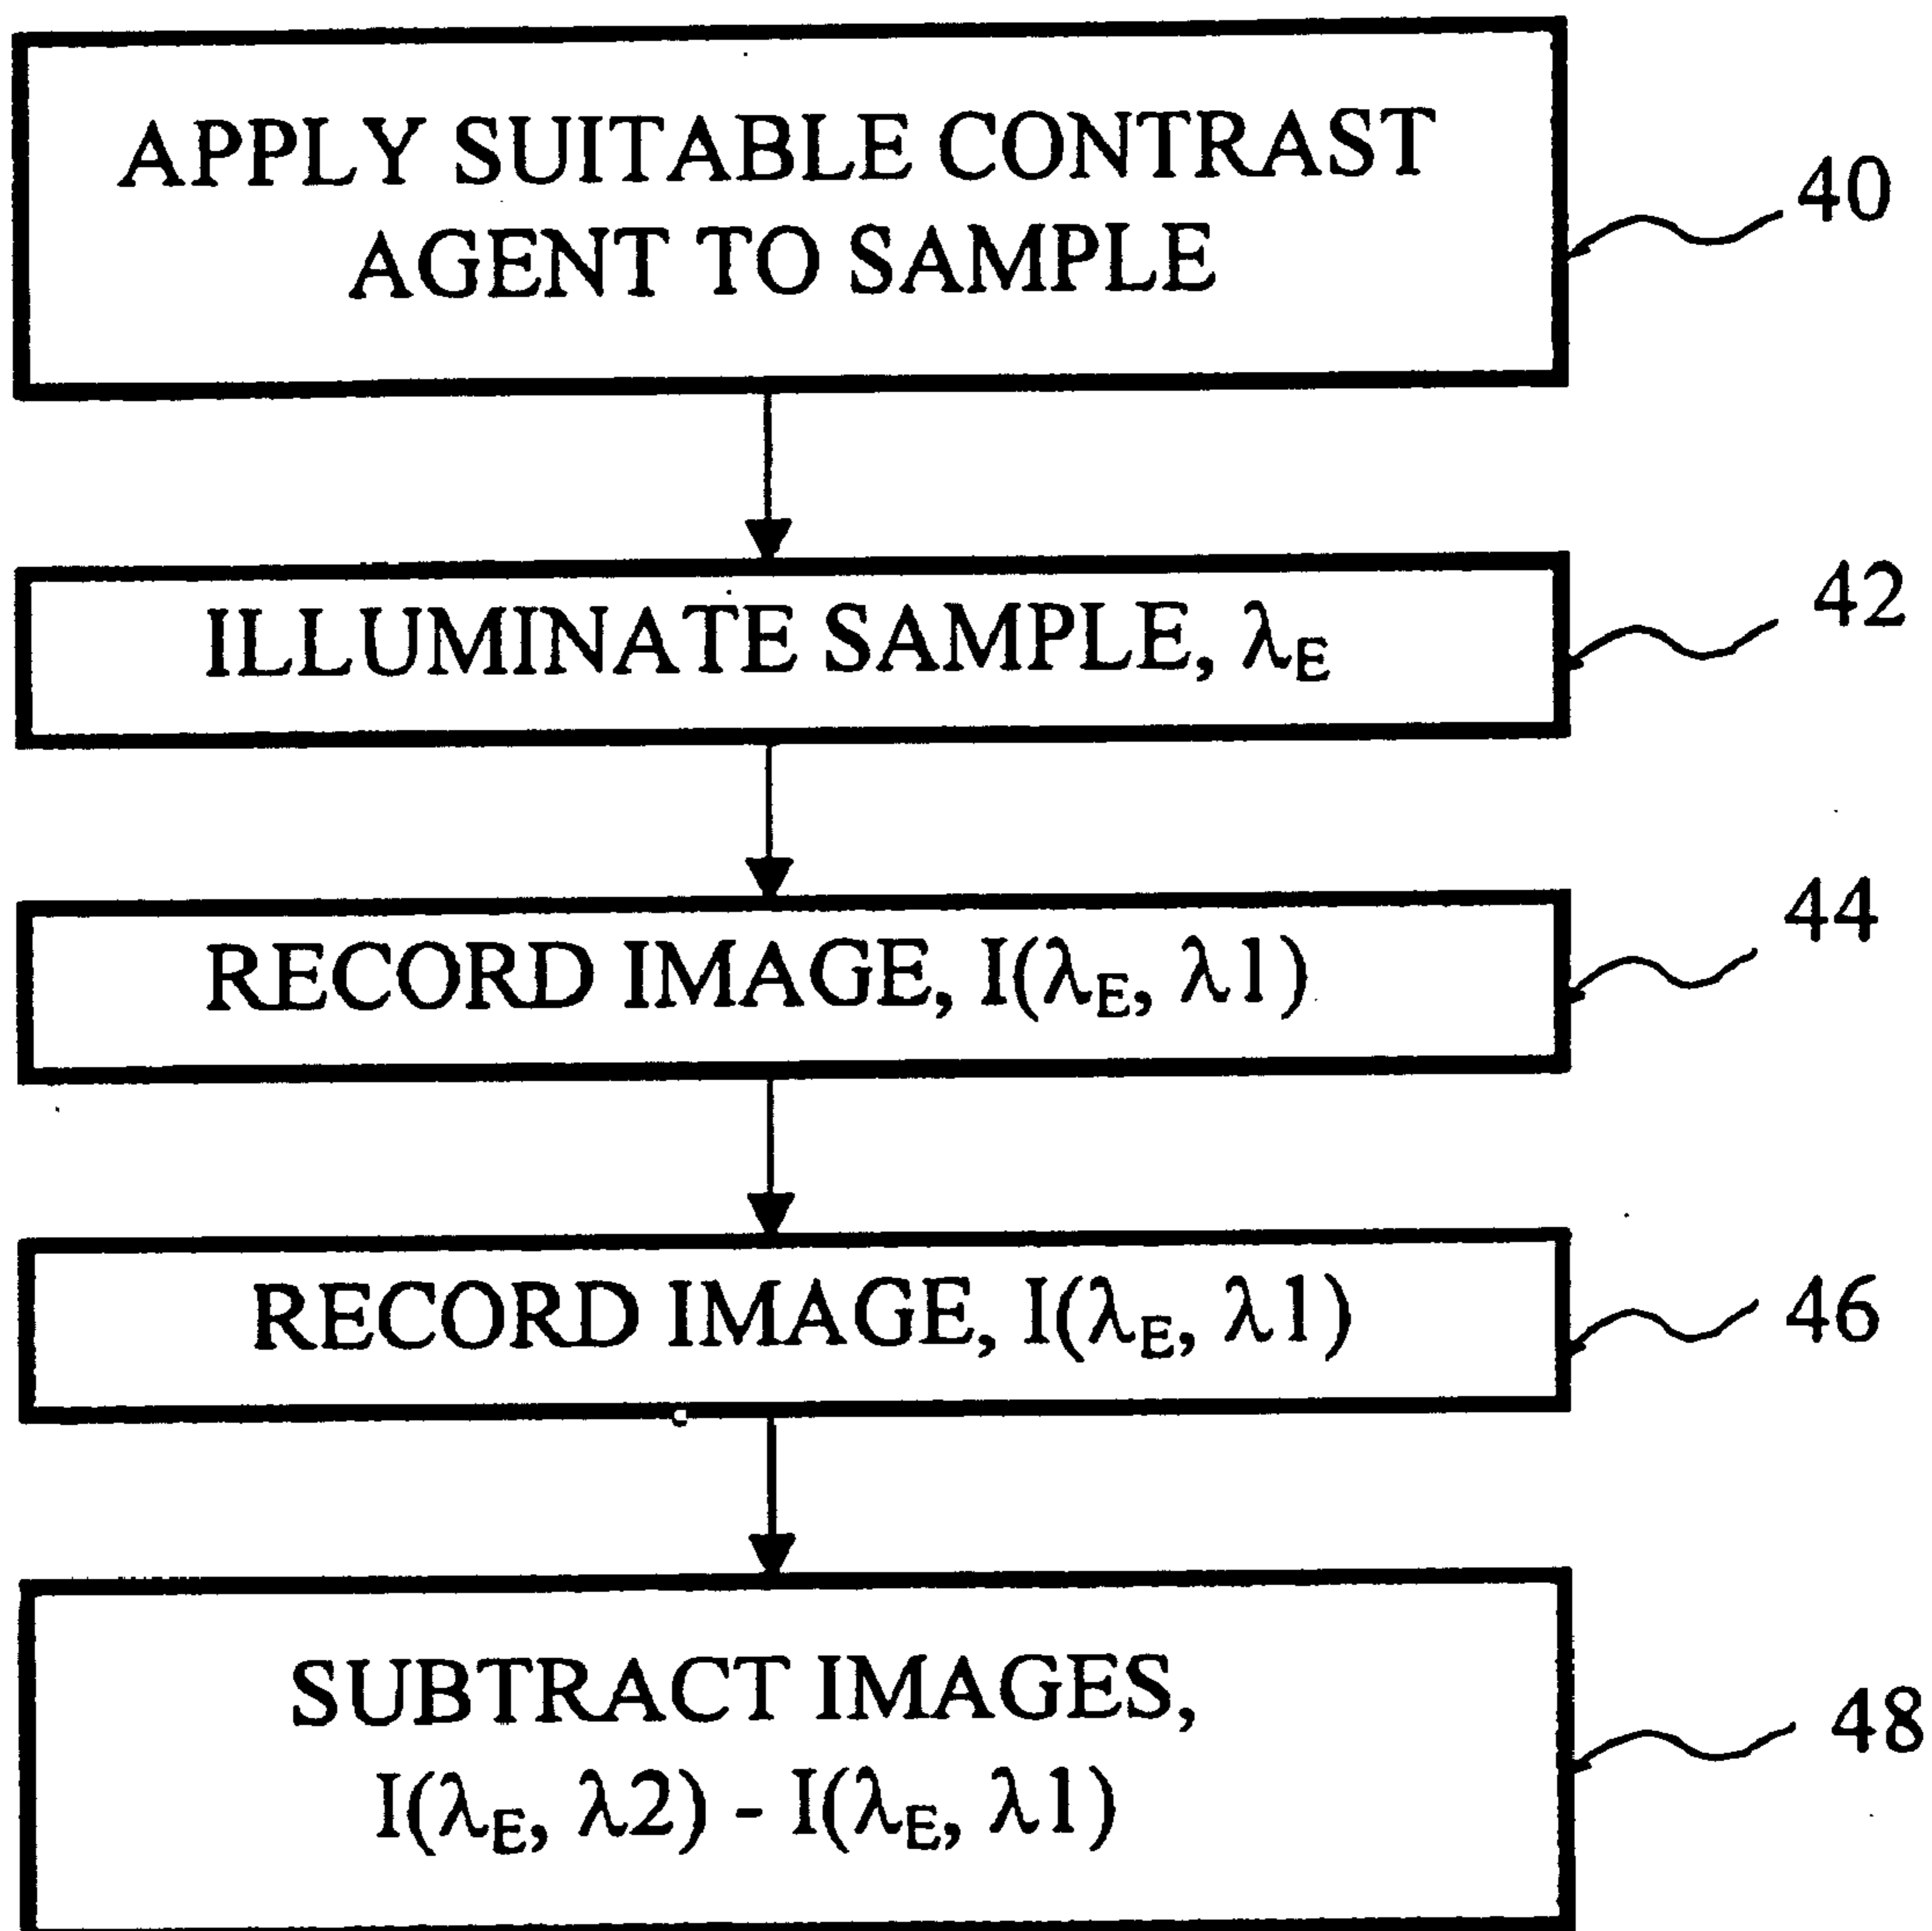 APPLY SUITABLE CONTRAST
AGENT TO SAMPLE
40
ILLUMINATE SAMPLE, λE
42
RECORD IMAGE, I(λE, λ1)
44
RECORD IMAGE, I(λE, λ1)
46
SUBTRACT IMAGES,
I(λE, λ2) - I(λE, λ1)
48